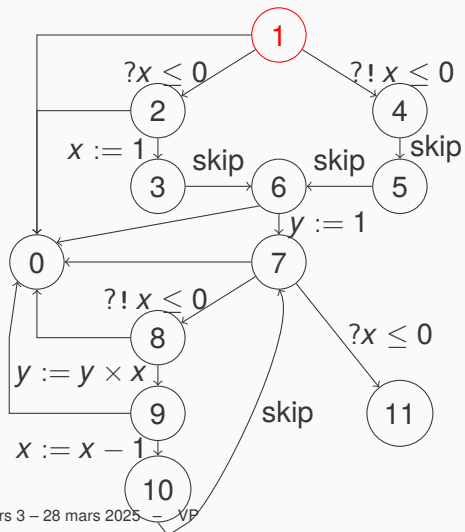 1
?x ≤ 0
?! x ≤ 0
2
4
x := 1
skip
skip
skip
3
6
5
y := 1
0
7
?! x ≤ 0
?x ≤ 0
8
y := y × x
9
skip
11
x := x − 1
10
rs 3 – 28 mars 2025 – VP